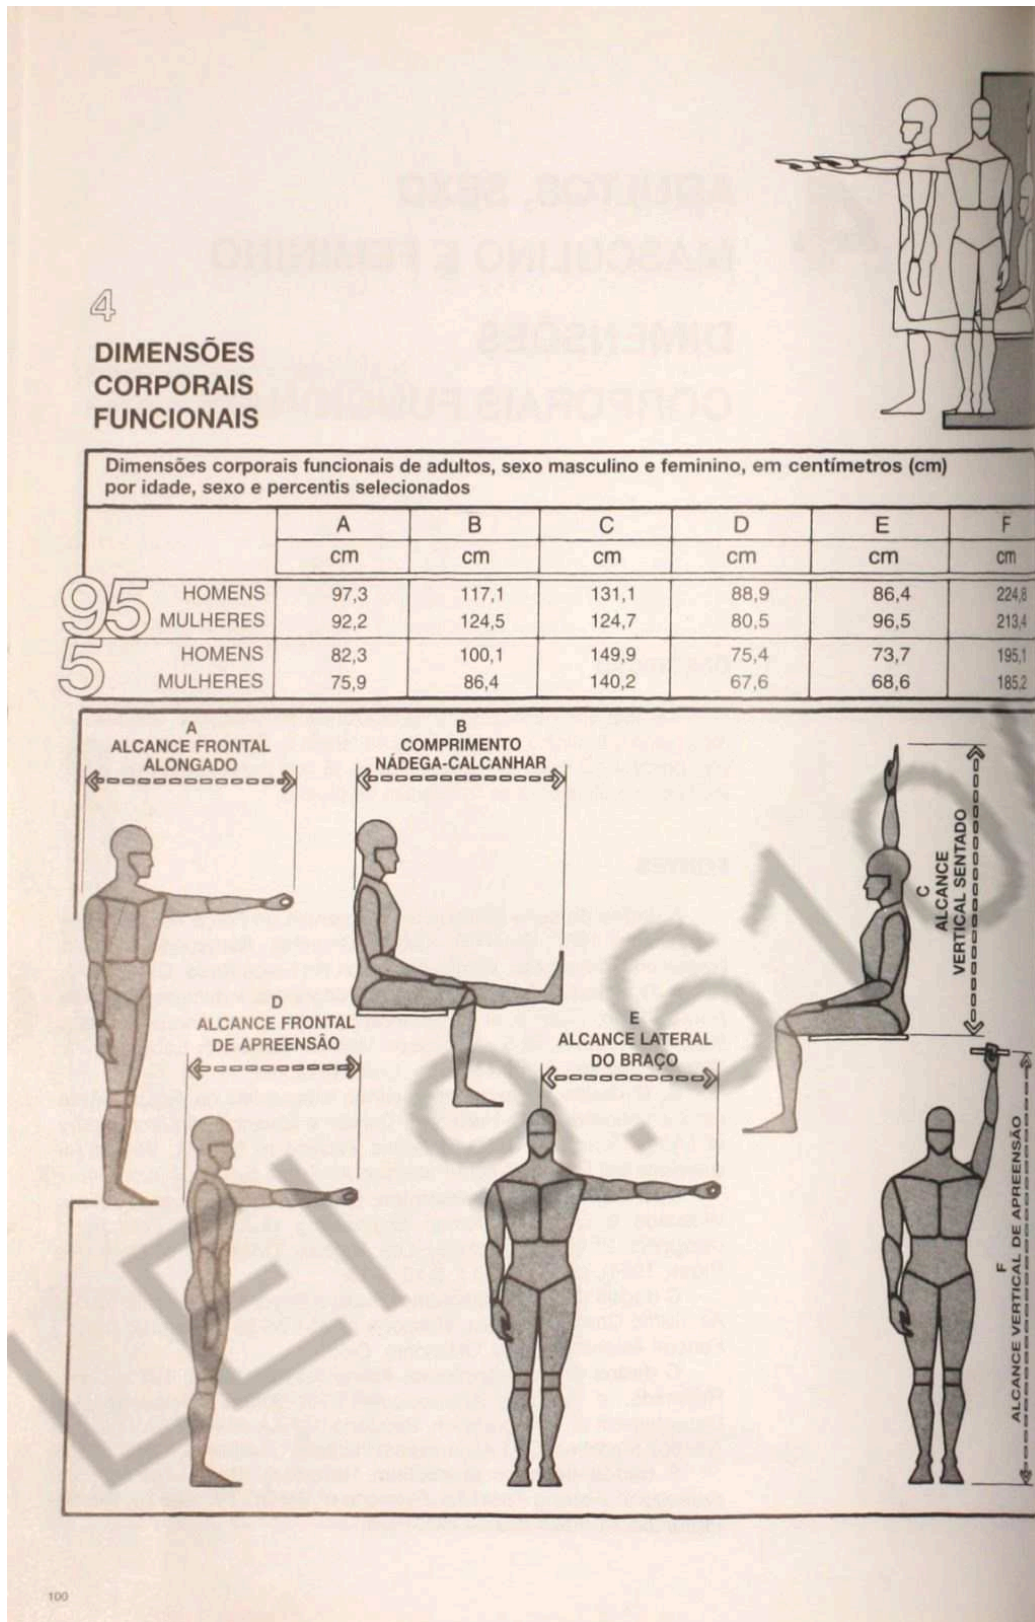 4
DIMENSÕES
CORPORAIS
FUNCIONAIS
Dimensões corporais funcionais de adultos, sexo masculino e feminino, em centímetros (cm)
por idade, sexo e percentis selecionados
A B C D E F
cm cm cm cm cm cm
95 HOMENS 97,3 117,1 131,1 88,9 86,4 224,8
MULHERES 92,2 124,5 124,7 80,5 96,5 213,4
5 HOMENS 82,3 100,1 149,9 75,4 73,7 195,1
MULHERES 75,9 86,4 140,2 67,6 68,6 185,2
A
ALCANCE FRONTAL
ALONGADO
B
COMPRIMENTO
NÁDEGA-CALCANHAR
C
ALCANCE
VERTICAL SENTADO
D
ALCANCE FRONTAL
DE APREENSÃO
E
ALCANCE LATERAL
DO BRAÇO
F
ALCANCE VERTICAL DE APREENSÃO
LEI 9.610
100